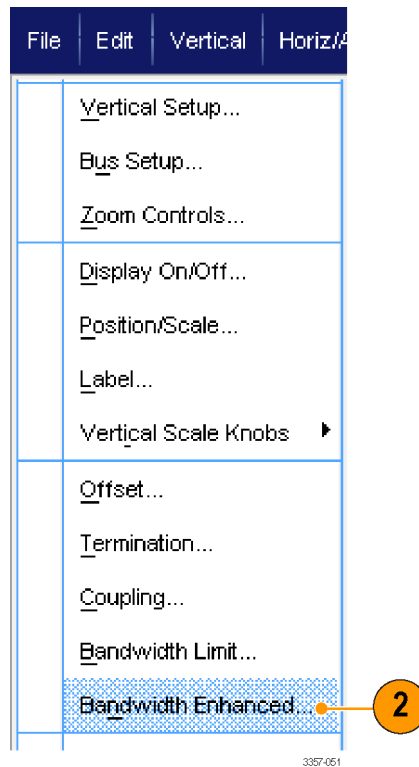 File Edit Vertical Horiz/A
Vertical Setup...
Bus Setup...
Zoom Controls...
Display On/Off...
Position/Scale...
Label...
Vertical Scale Knobs
Offset...
Termination...
Coupling...
Bandwidth Limit...
Bandwidth Enhanced...
2
3357-051